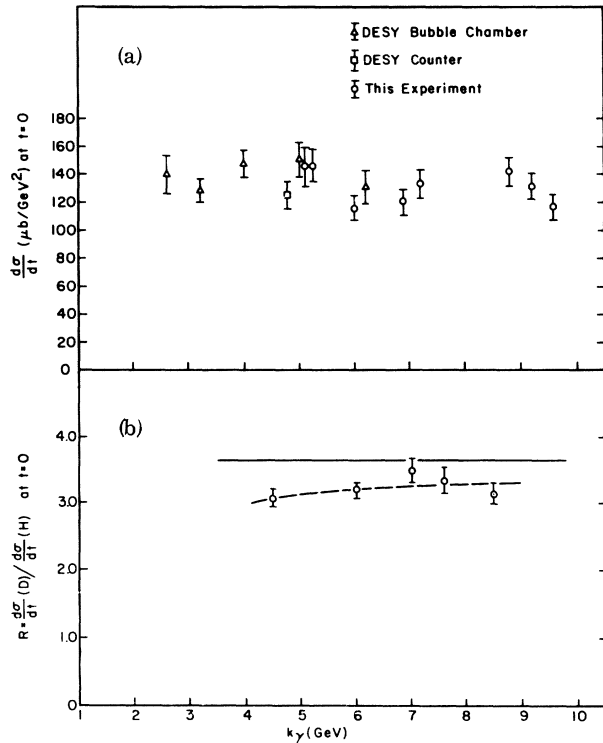 (a)
DESY Bubble Chamber
DESY Counter
This Experiment
dσ/dt (μb/GeV²) at t=0
180
160
140
120
100
80
60
40
20
0
(b)
R = dσ/dt (D) / dσ/dt (H) at t=0
4.0
3.0
2.0
1.0
0
1 2 3 4 5 6 7 8 9 10
kγ (GeV)